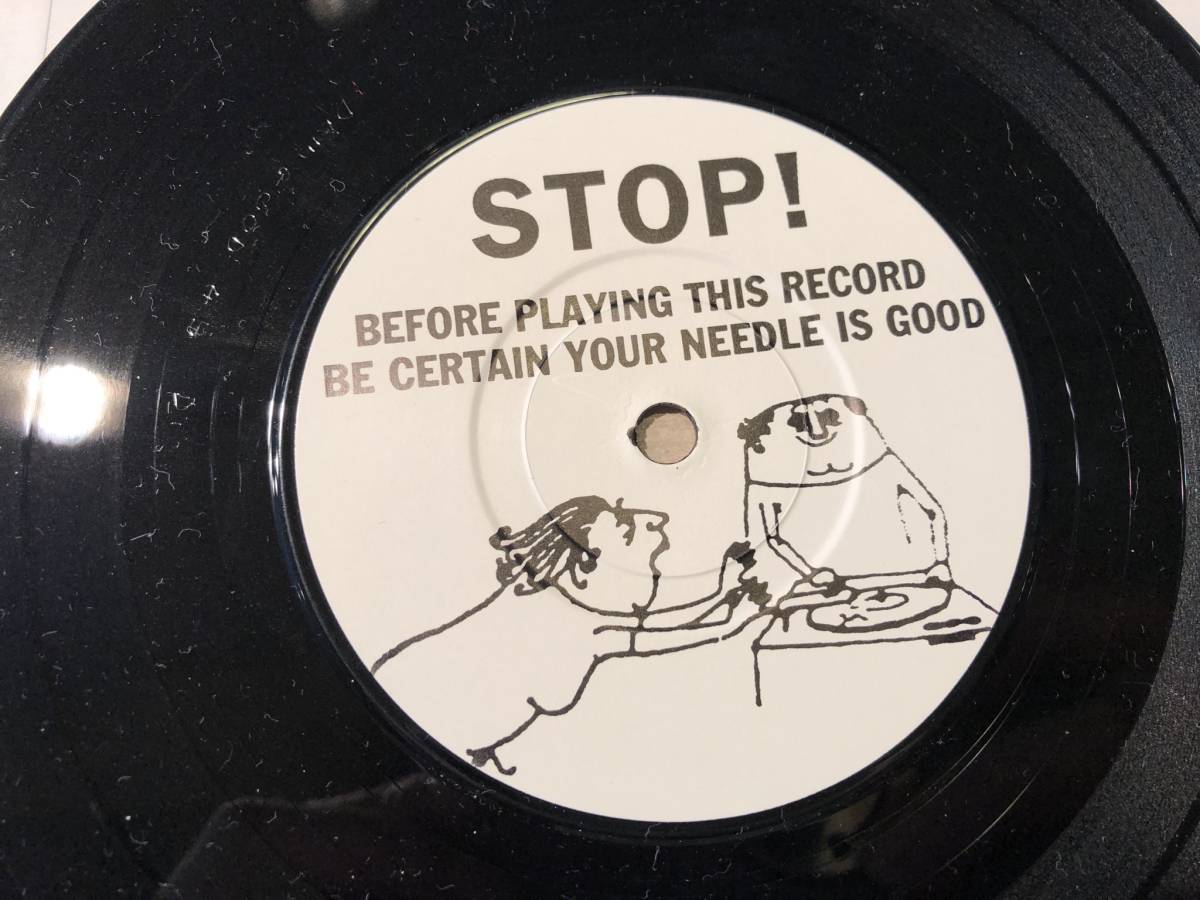 STOP!
BEFORE PLAYING THIS RECORD
BE CERTAIN YOUR NEEDLE IS GOOD